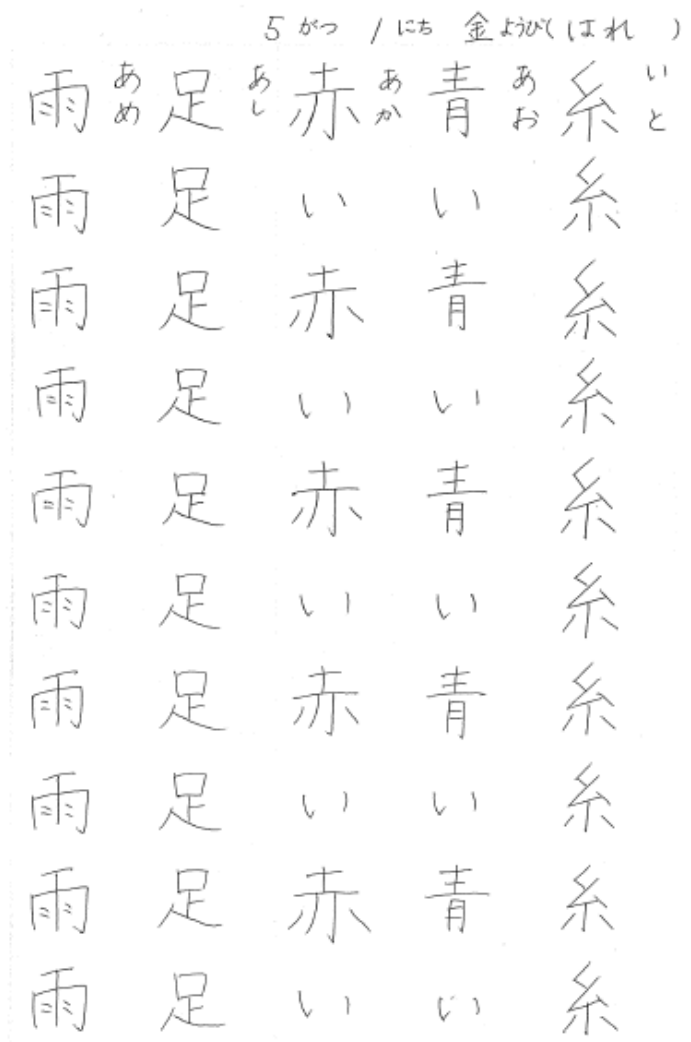 5がつ 1にち 金ようび(はれ )
いと
糸糸糸糸糸糸糸糸糸糸
あお
青い青い青い青い青い
あか
赤い赤い赤い赤い赤い
あし
足足足足足足足足足足
あめ
雨雨雨雨雨雨雨雨雨雨